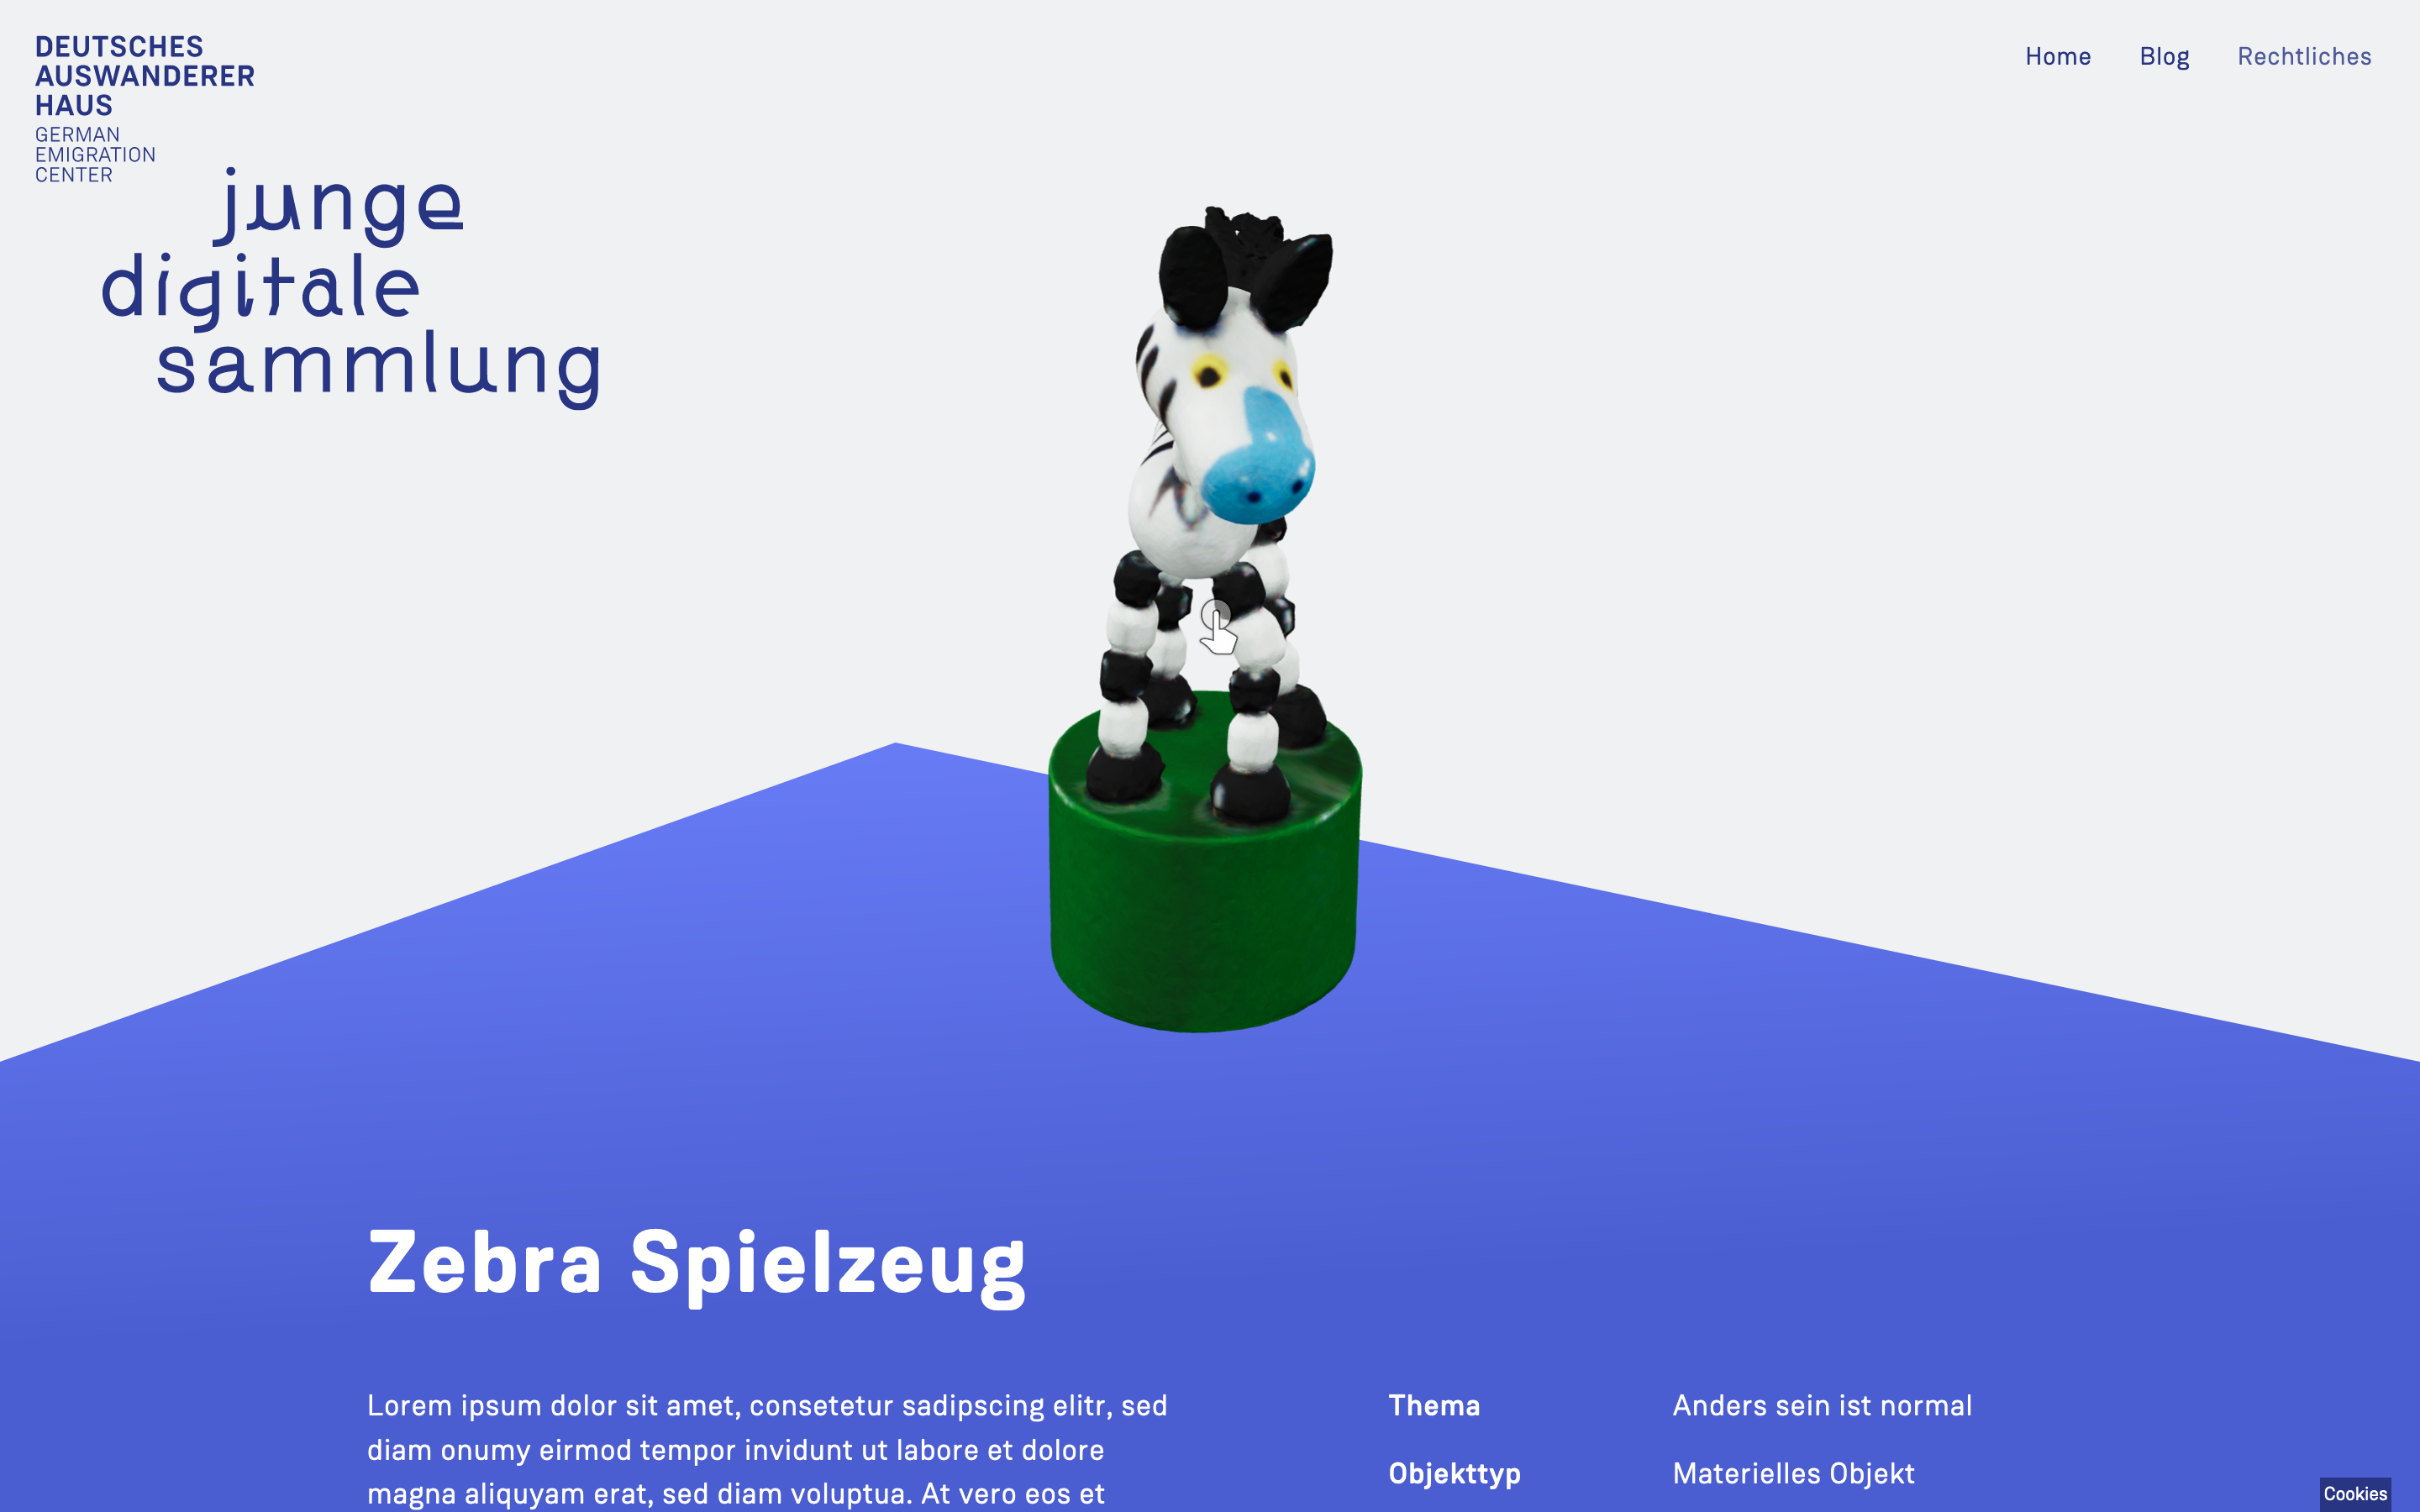 DEUTSCHES
AUSWANDERER
HAUS
GERMAN
EMIGRATION
CENTER
junge
digitale
sammlung
Home Blog Rechtliches
Zebra Spielzeug
Lorem ipsum dolor sit amet, consetetur sadipscing elitr, sed
diam onumy eirmod tempor invidunt ut labore et dolore
magna aliquyam erat, sed diam voluptua. At vero eos et
Thema Anders sein ist normal
Objekttyp Materielles Objekt
Cookies